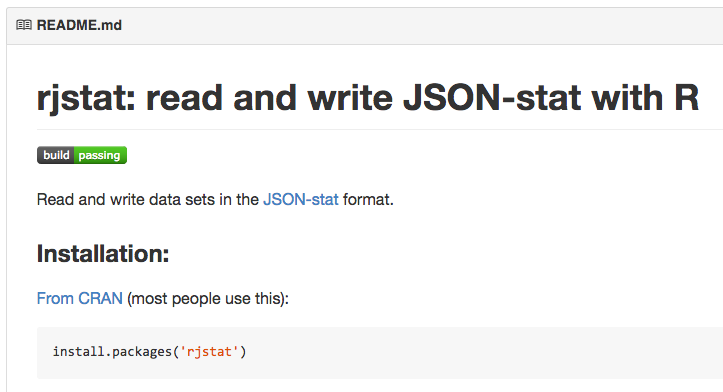 README.md
rjstat: read and write JSON-stat with R
build passing
Read and write data sets in the JSON-stat format.
Installation:
From CRAN (most people use this):
install.packages('rjstat')